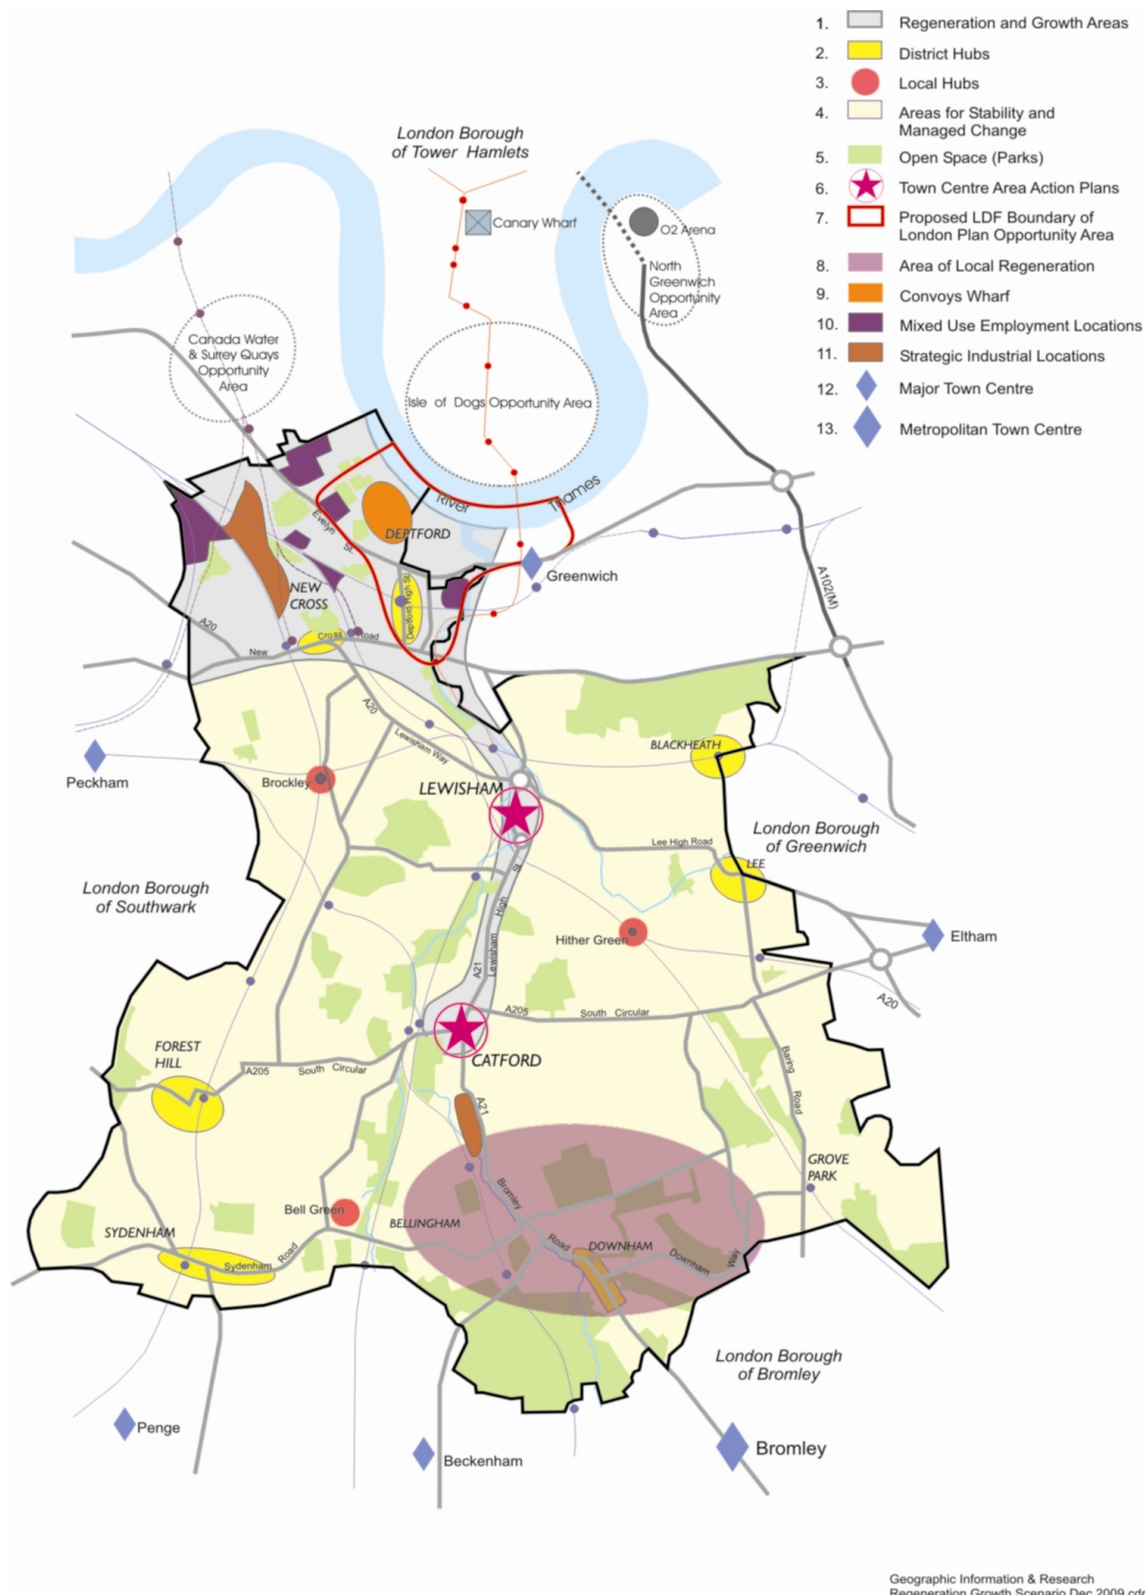 1. Regeneration and Growth Areas
2. District Hubs
3. Local Hubs
4. Areas for Stability and
Managed Change
5. Open Space (Parks)
6. Town Centre Area Action Plans
7. Proposed LDF Boundary of
London Plan Opportunity Area
8. Area of Local Regeneration
9. Convoys Wharf
10. Mixed Use Employment Locations
11. Strategic Industrial Locations
12. Major Town Centre
13. Metropolitan Town Centre
London Borough
of Tower Hamlets
Canary Wharf
O2 Arena
North
Greenwich
Opportunity
Area
Canada Water
& Surrey Quays
Opportunity
Area
Isle of Dogs Opportunity Area
River Thames
Evelyn St.
DEPTFORD
Greenwich
Deptford High St.
NEW
CROSS
A102(M)
A20
New Cross Road
A20
Lewisham Way
BLACKHEATH
Peckham
Brockley
LEWISHAM
London Borough
of Greenwich
Lee High Road
LEE
London Borough
of Southwark
A21 Lewisham High St
Hither Green
Eltham
A20
A205 South Circular
FOREST
HILL
CATFORD
A205 South Circular
Baring Road
A21
GROVE
PARK
Bromley Road
Bell Green
BELLINGHAM
SYDENHAM
Sydenham Road
DOWNHAM
Downham Way
London Borough
of Bromley
Penge
Beckenham
Bromley
Geographic Information & Research
Regeneration Growth Scenario Dec 2009.cdr